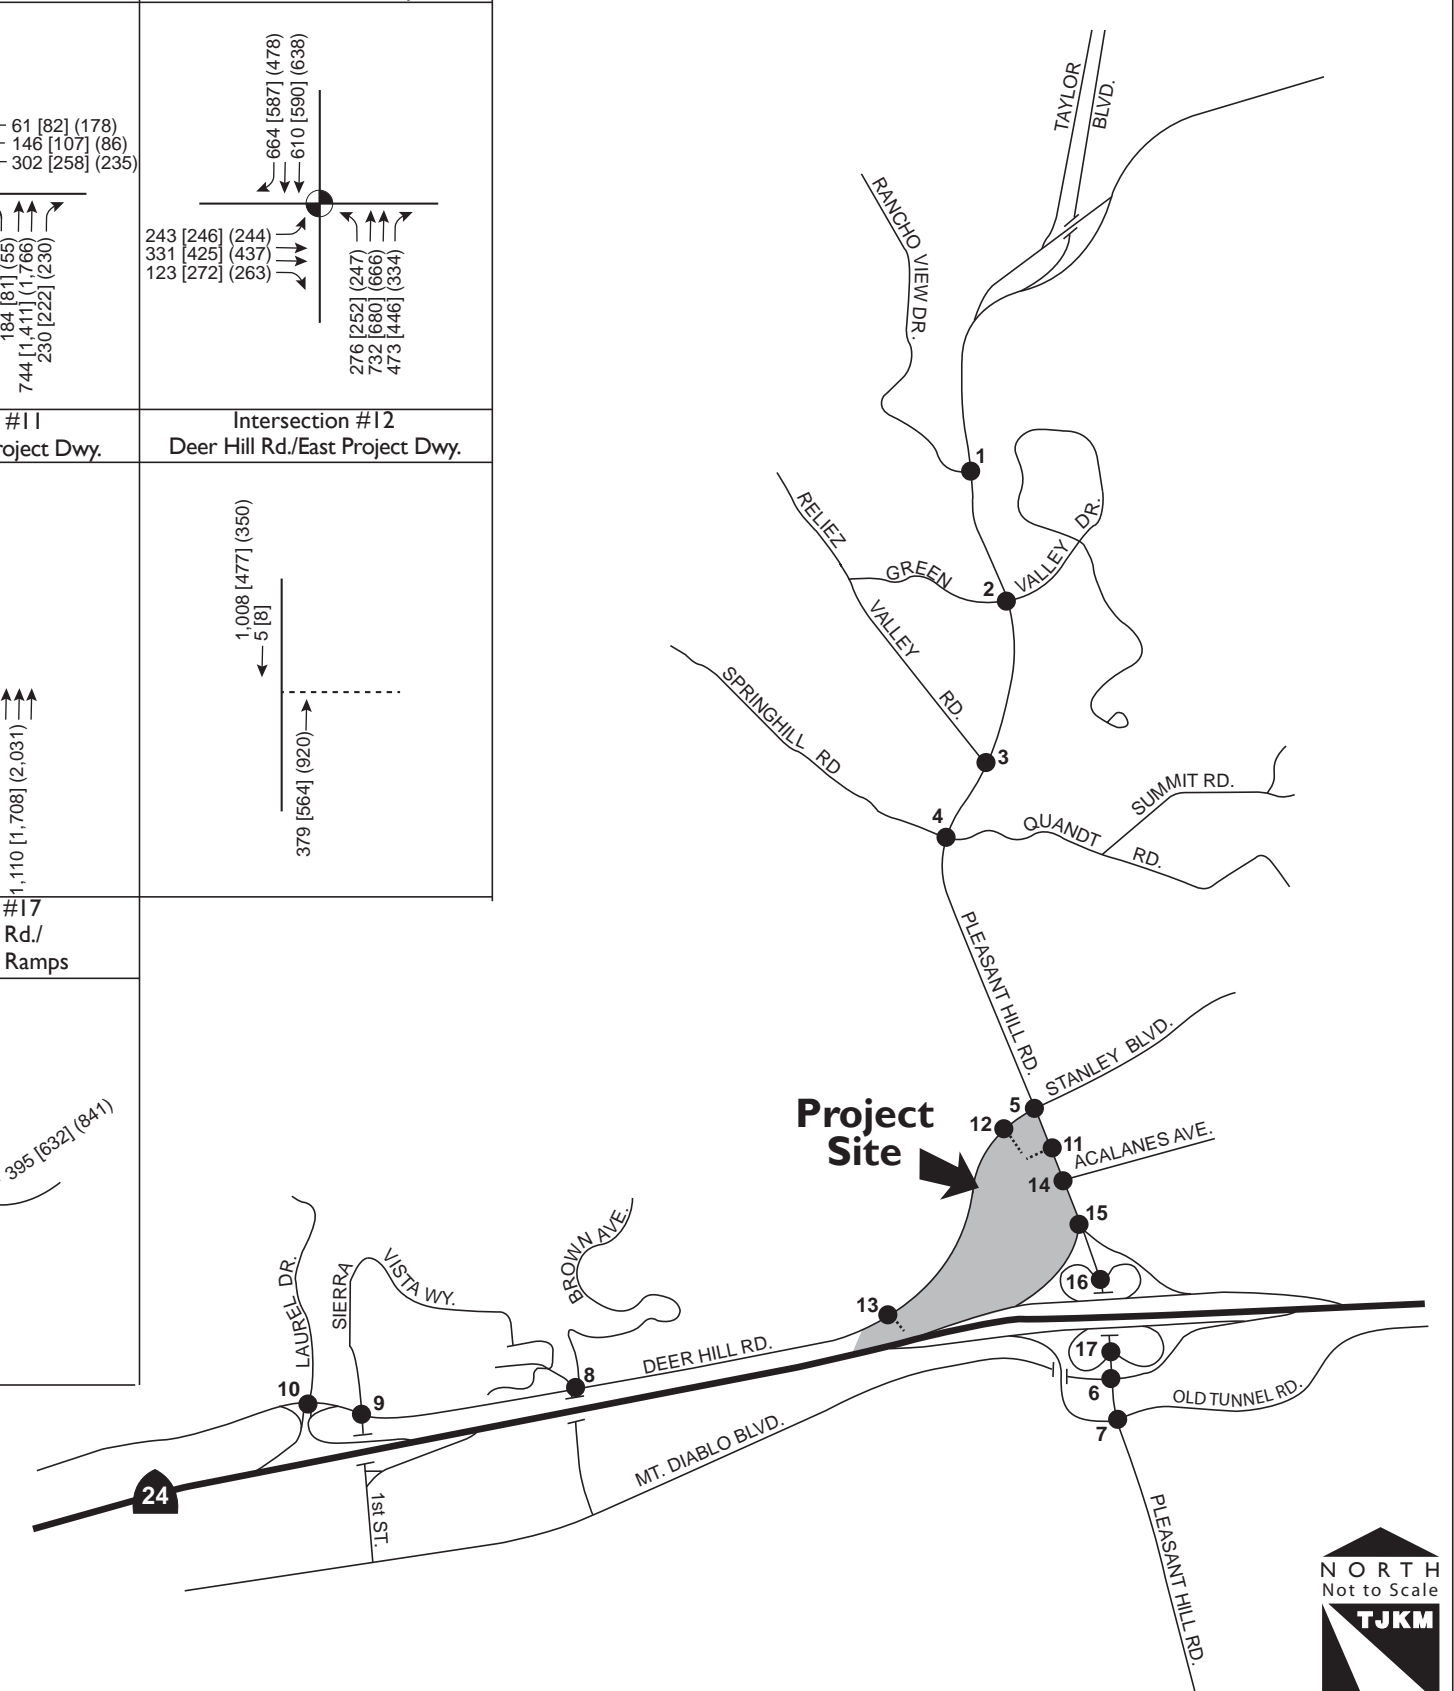 61 [82] (178)
146 [107] (86)
302 [258] (235)
184 [81] (55)
744 [1,411] (1,766)
230 [222] (230)
664 [587] (478)
610 [590] (638)
243 [246] (244)
331 [425] (437)
123 [272] (263)
276 [252] (247)
732 [680] (666)
473 [446] (334)
#11
roject Dwy.
Intersection #12
Deer Hill Rd./East Project Dwy.
1,008 [477] (350)
5 [8]
379 [564] (920)
1,110 [1,708] (2,031)
#17
Rd./
Ramps
395 [632] (841)
TAYLOR
BLVD.
RANCHO VIEW DR.
1
RELIEZ
VALLEY
RD.
GREEN
2
VALLEY DR.
3
SPRINGHILL RD
4
QUANDT
RD.
SUMMIT RD.
PLEASANT HILL RD.
STANLEY BLVD.
5
Project
Site
12
11
ACALANES AVE.
14
15
16
13
LAUREL DR.
SIERRA
VISTA WY.
BROWN AVE.
DEER HILL RD.
8
10
9
17
6
7
OLD TUNNEL RD.
MT. DIABLO BLVD.
24
1st ST.
PLEASANT HILL RD.
NORTH
Not to Scale
TJKM